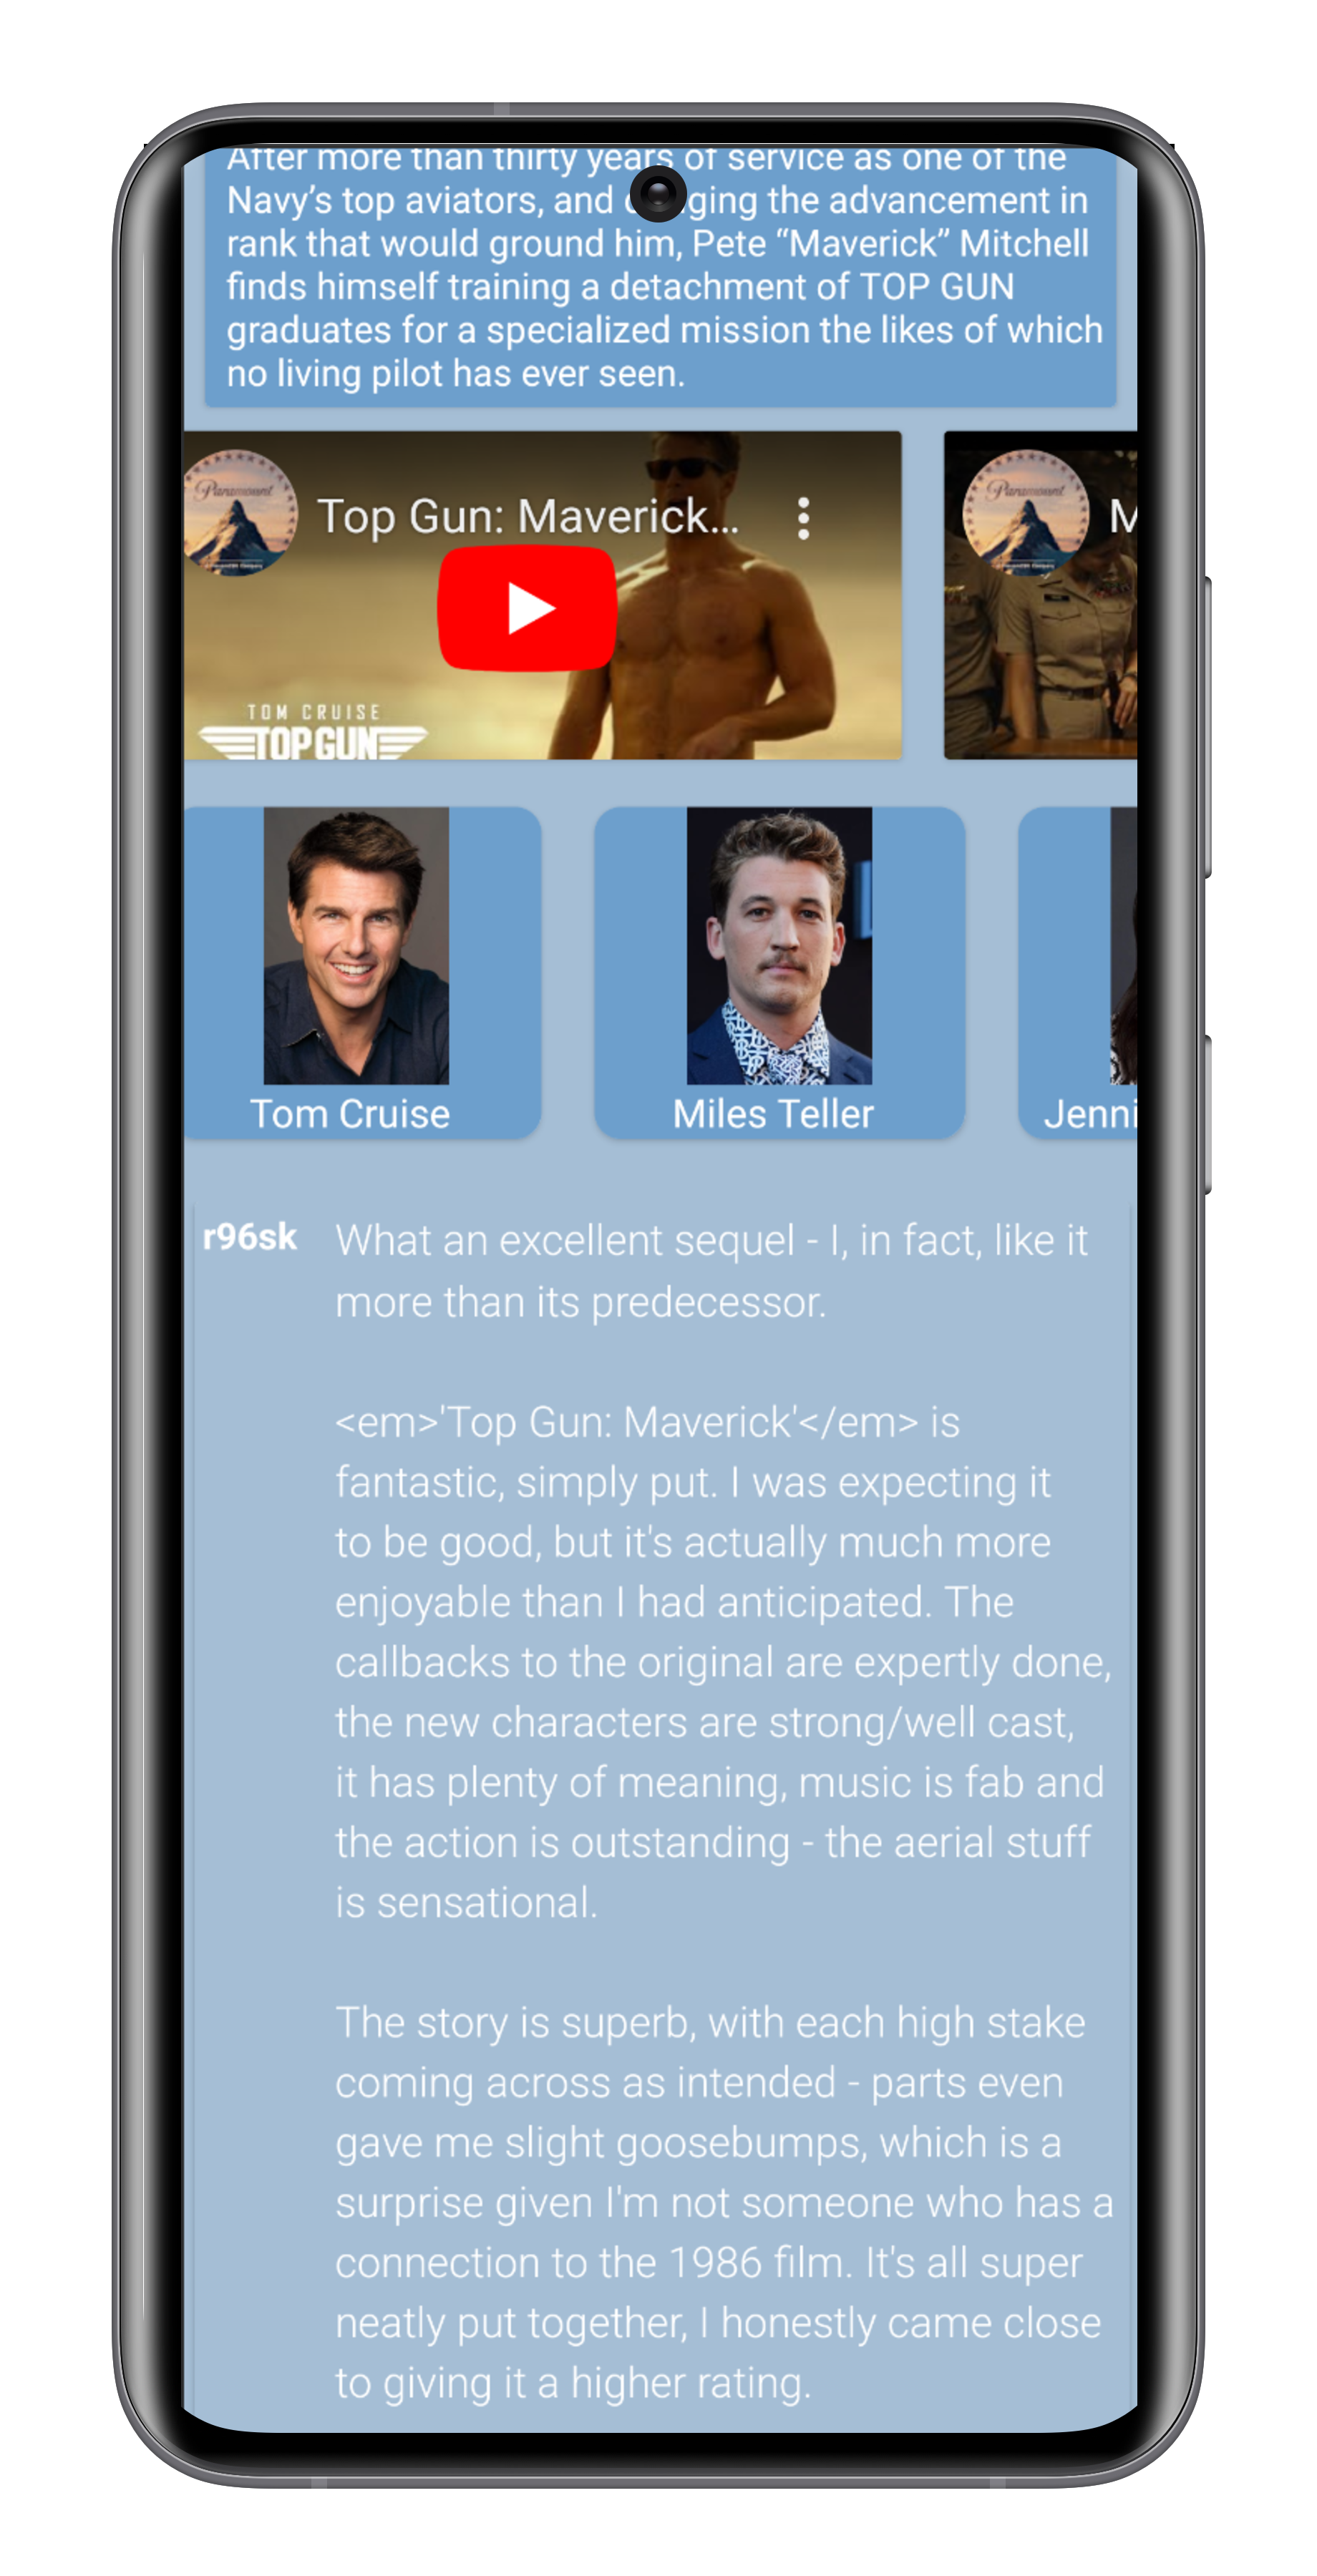 After more than thirty years of service as one of the
Navy’s top aviators, and ging the advancement in
rank that would ground him, Pete “Maverick” Mitchell
finds himself training a detachment of TOP GUN
graduates for a specialized mission the likes of which
no living pilot has ever seen.
Paramount
Top Gun: Maverick...
TOM CRUISE
TOP GUN
Paramount
M
Tom Cruise
Miles Teller
Jenni
r96sk
What an excellent sequel - I, in fact, like it
more than its predecessor.
<em>'Top Gun: Maverick'</em> is
fantastic, simply put. I was expecting it
to be good, but it's actually much more
enjoyable than I had anticipated. The
callbacks to the original are expertly done,
the new characters are strong/well cast,
it has plenty of meaning, music is fab and
the action is outstanding - the aerial stuff
is sensational.
The story is superb, with each high stake
coming across as intended - parts even
gave me slight goosebumps, which is a
surprise given I'm not someone who has a
connection to the 1986 film. It's all super
neatly put together, I honestly came close
to giving it a higher rating.